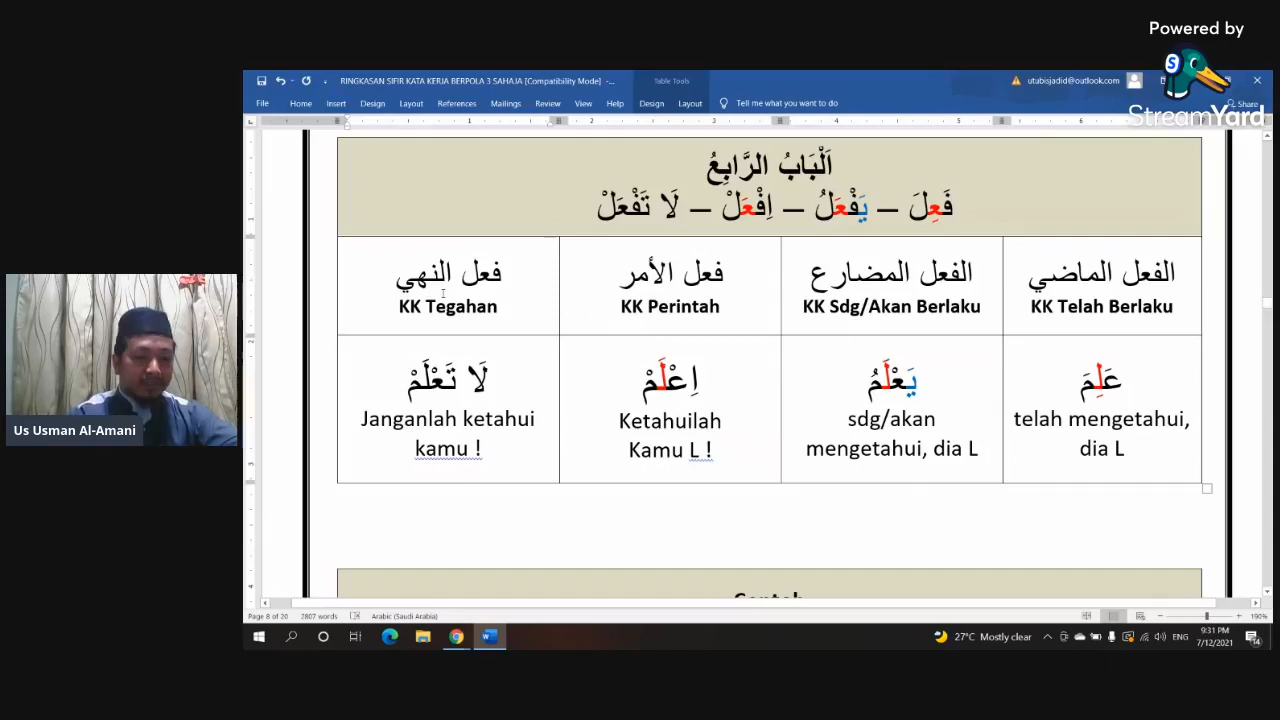 Powered by
StreamYard
RINGKASAN SIFIR KATA KERJA BERPOLA 3 SAHAJA [Compatibility Mode] -...
Table Tools
utubisjadid@outlook.com
File Home Insert Design Layout References Mailings Review View Help Design Layout Tell me what you want to do
Share
اَلْبَابُ الرَّابِعُ
فَعِلَ – يَفْعَلُ – اِفْعَلْ – لَا تَفْعَلْ
الفعل الماضي
KK Telah Berlaku
الفعل المضارع
KK Sdg/Akan Berlaku
فعل الأمر
KK Perintah
فعل النهي
KK Tegahan
عَلِمَ
telah mengetahui,
dia L
يَعْلَمُ
sdg/akan
mengetahui, dia L
اِعْلَمْ
Ketahuilah
Kamu L !
لَا تَعْلَمْ
Janganlah ketahui
kamu !
Contoh
Us Usman Al-Amani
Page 8 of 20 2807 words Arabic (Saudi Arabia)
190%
27°C Mostly clear
ENG
9:31 PM
7/12/2021